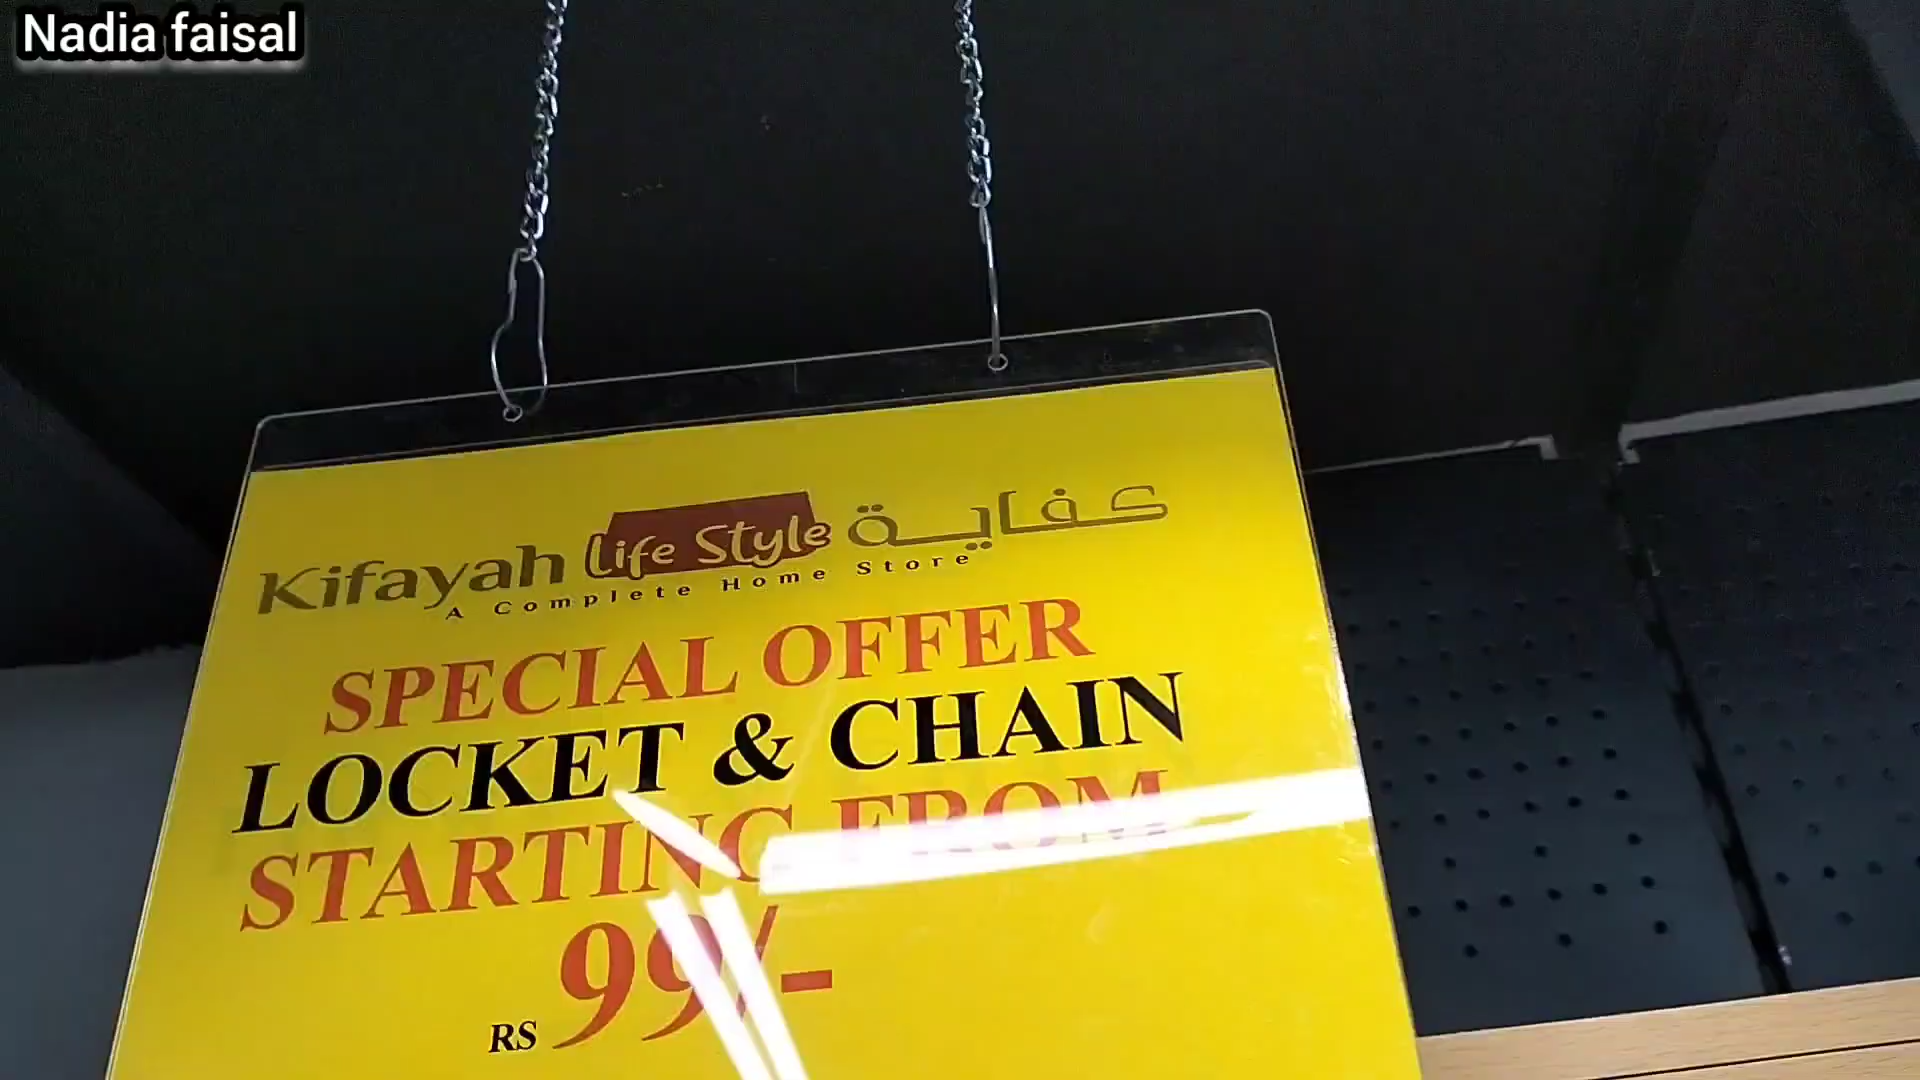 Nadia faisal
Kifayah Life Style كفاية
A Complete Home Store
SPECIAL OFFER
LOCKET & CHAIN
STARTING FROM
RS 99/-